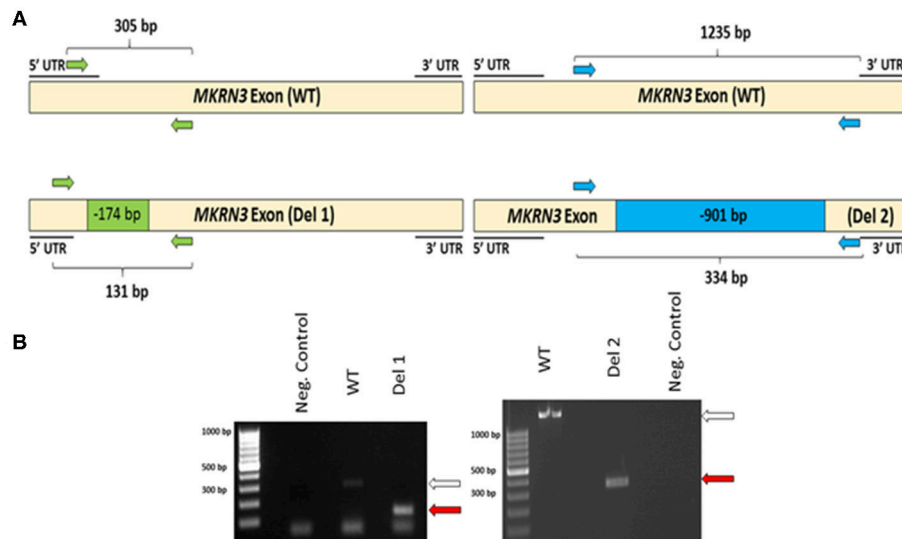 A
305 bp
5' UTR
3' UTR
MKRN3 Exon (WT)
1235 bp
5' UTR
3' UTR
MKRN3 Exon (WT)
-174 bp
MKRN3 Exon (Del 1)
5' UTR
3' UTR
131 bp
MKRN3 Exon
-901 bp
(Del 2)
5' UTR
3' UTR
334 bp
B
Neg. Control
WT
Del 1
1000 bp
500 bp
300 bp
WT
Del 2
Neg. Control
1000 bp
500 bp
300 bp